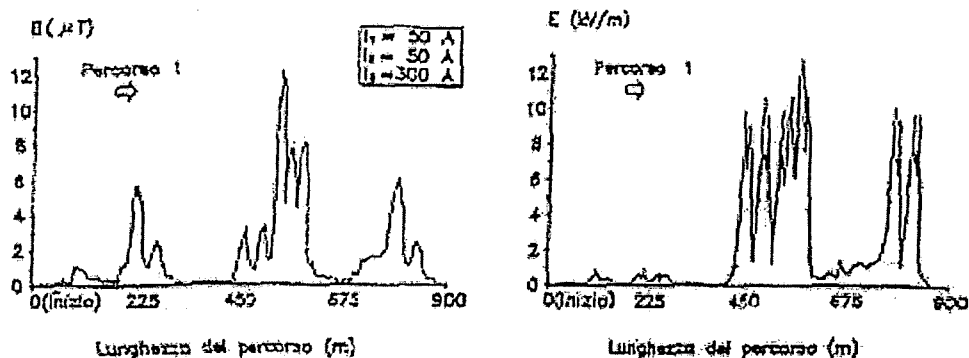 B (μT)
I₁ = 50 A
I₂ = 50 A
I₃ = 300 A
Percorso 1
12
10
8
6
4
2
0
0(Inizio) 225 450 675 900
Lunghezza del percorso (m)
E (kV/m)
Percorso 1
12
10
8
6
4
2
0
0(Inizio) 225 450 675 900
Lunghezza del percorso (m)